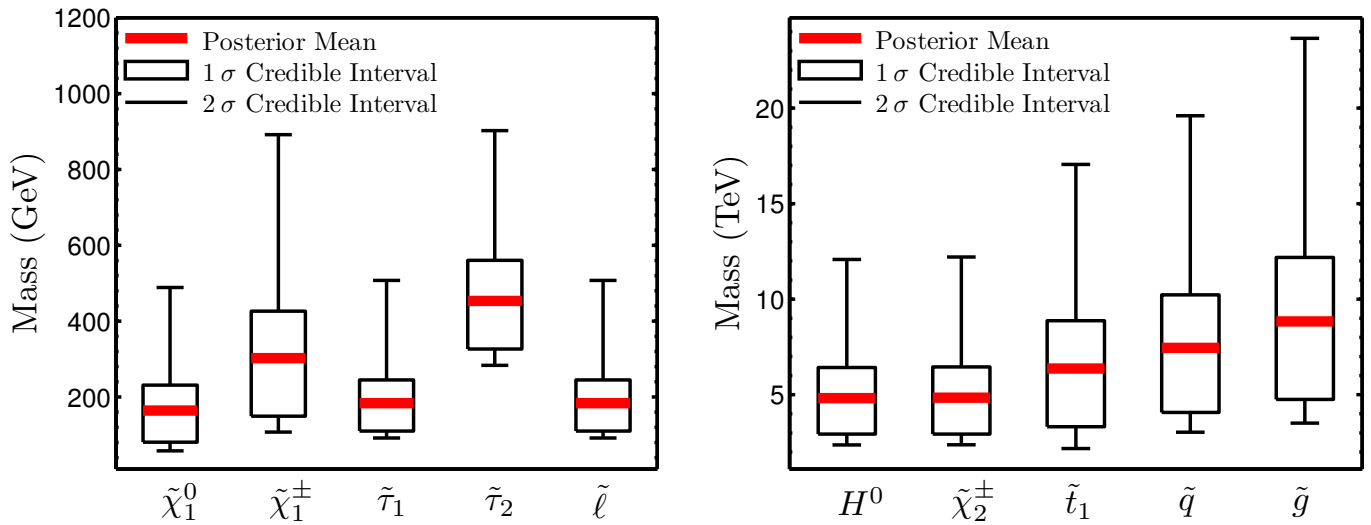 1200
1000
800
600
400
200
Mass (GeV)
Posterior Mean
1 σ Credible Interval
2 σ Credible Interval
χ̃₁⁰ χ̃₁± τ̃₁ τ̃₂ ℓ̃
20
15
10
5
Mass (TeV)
Posterior Mean
1 σ Credible Interval
2 σ Credible Interval
H⁰ χ̃₂± t̃₁ q̃ g̃